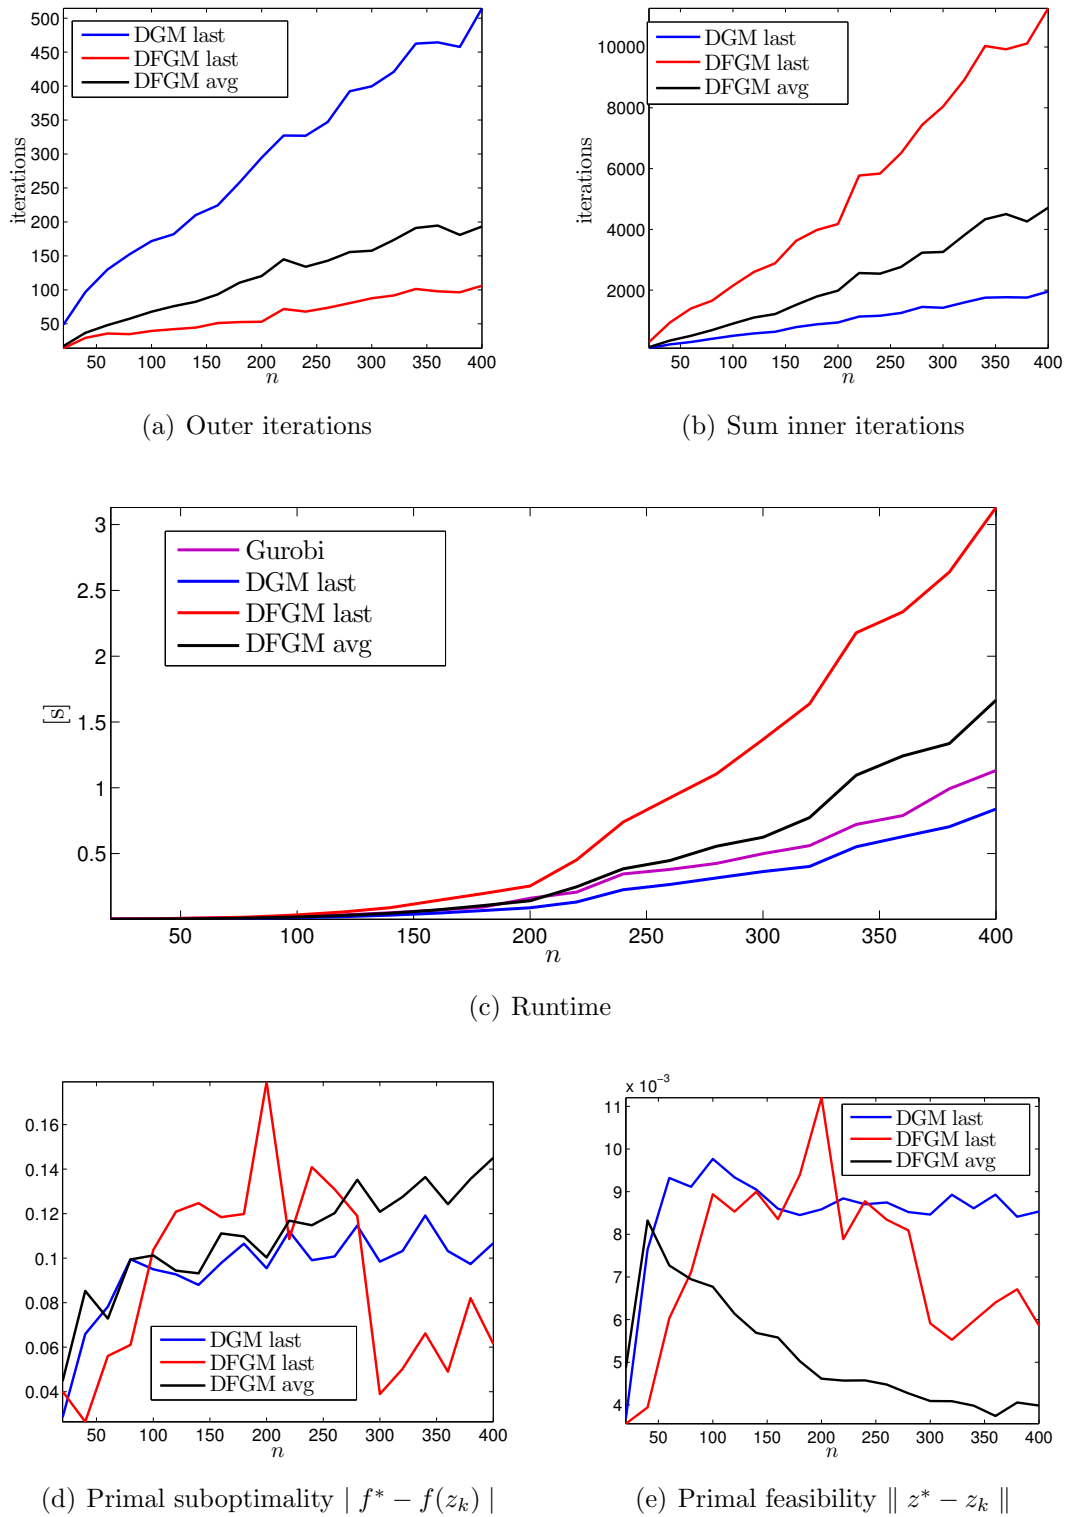 500
450
400
350
300
250
200
150
100
50
iterations
DGM last
DFGM last
DFGM avg
50 100 150 200 250 300 350 400
n
(a) Outer iterations
10000
8000
6000
4000
2000
iterations
DGM last
DFGM last
DFGM avg
50 100 150 200 250 300 350 400
n
(b) Sum inner iterations
3
2.5
2
1.5
1
0.5
[s]
Gurobi
DGM last
DFGM last
DFGM avg
50 100 150 200 250 300 350 400
n
(c) Runtime
0.16
0.14
0.12
0.1
0.08
0.06
0.04
DGM last
DFGM last
DFGM avg
50 100 150 200 250 300 350 400
n
(d) Primal suboptimality | f* − f(z_k) |
x 10⁻³
11
10
9
8
7
6
5
4
DGM last
DFGM last
DFGM avg
50 100 150 200 250 300 350 400
n
(e) Primal feasibility ‖ z* − z_k ‖